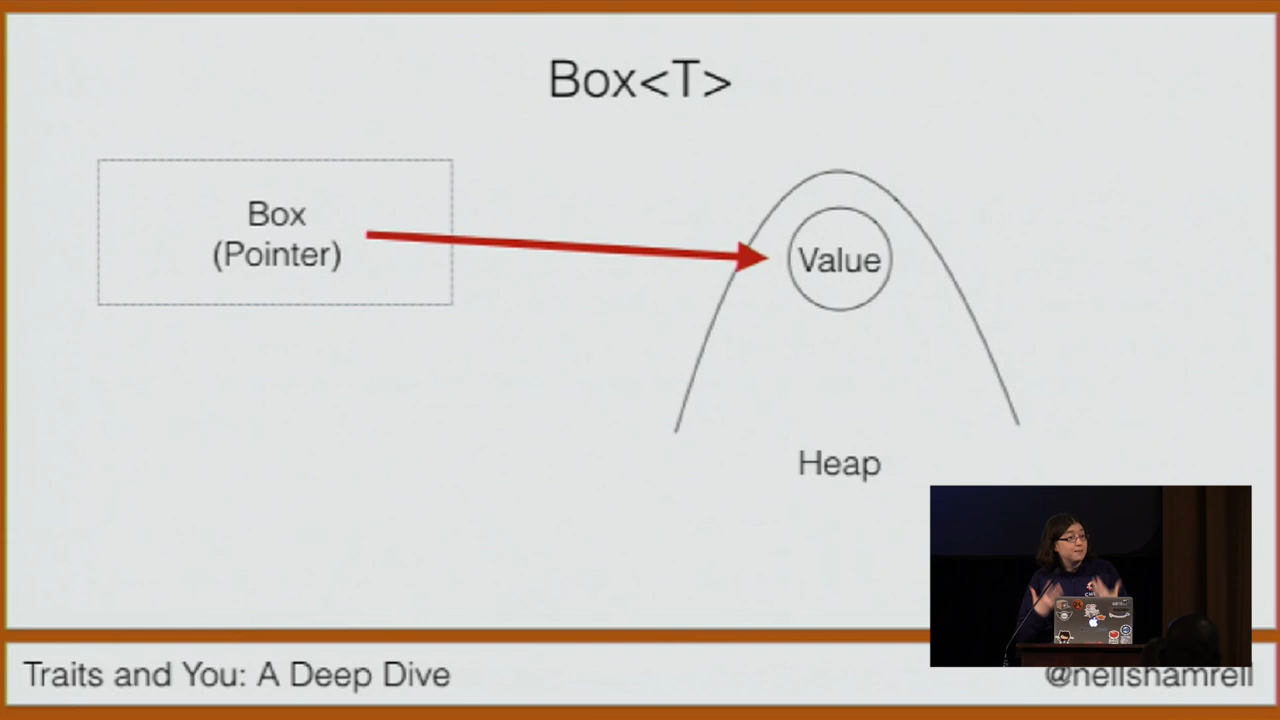 Box<T>
Box
(Pointer)
Value
Heap
Traits and You: A Deep Dive
@nellshamrell